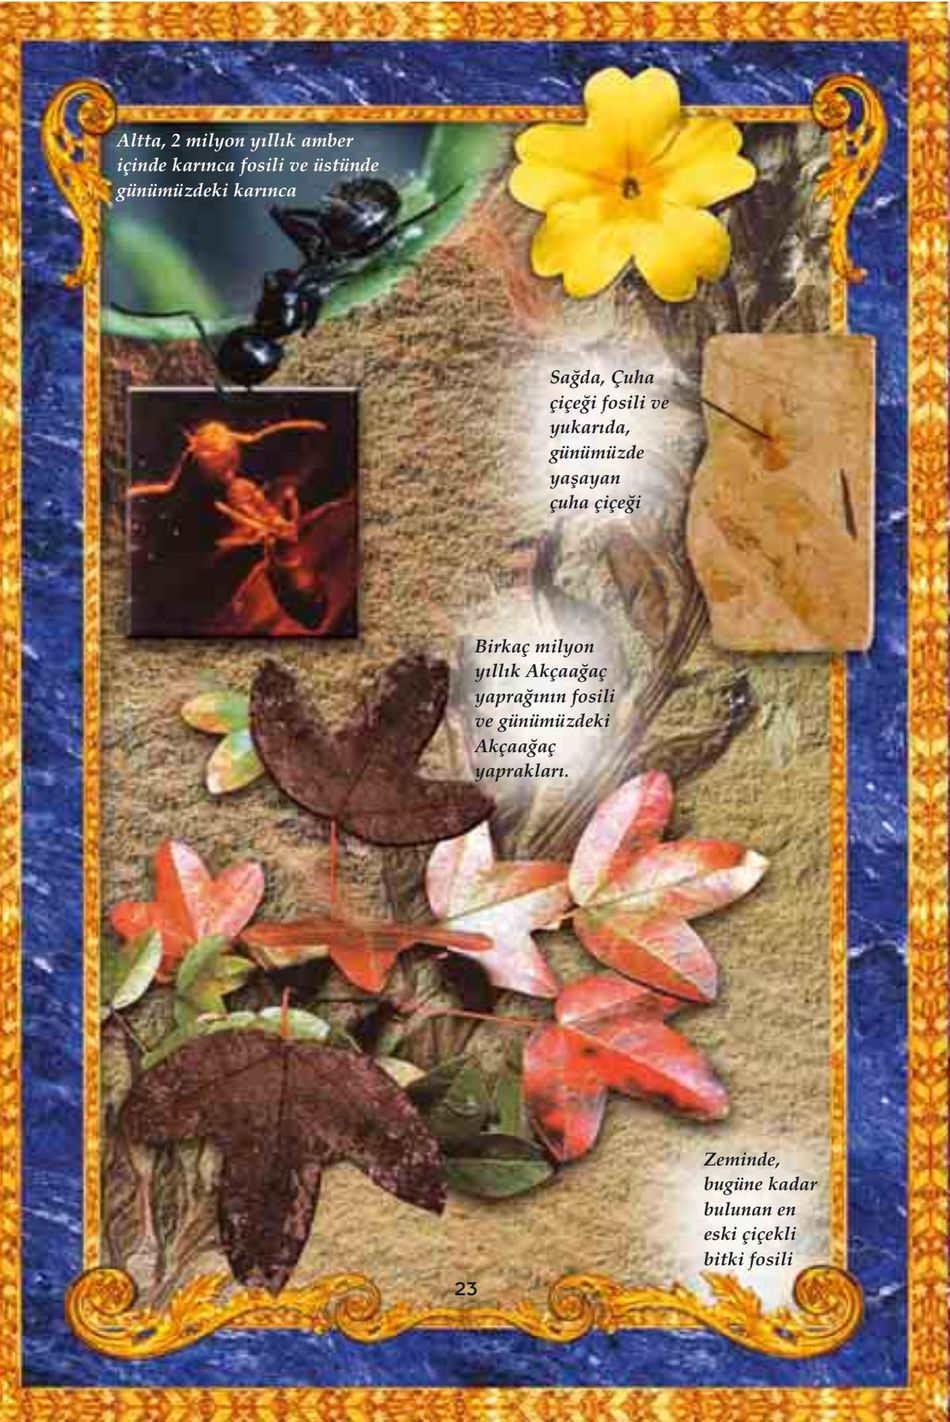 Altta, 2 milyon yıllık amber
içinde karınca fosili ve üstünde
günümüzdeki karınca
Sağda, Çuha
çiçeği fosili ve
yukarıda,
günümüzde
yaşayan
çuha çiçeği
Birkaç milyon
yıllık Akçaağaç
yaprağının fosili
ve günümüzdeki
Akçaağaç
yaprakları.
Zeminde,
bugüne kadar
bulunan en
eski çiçekli
bitki fosili
23